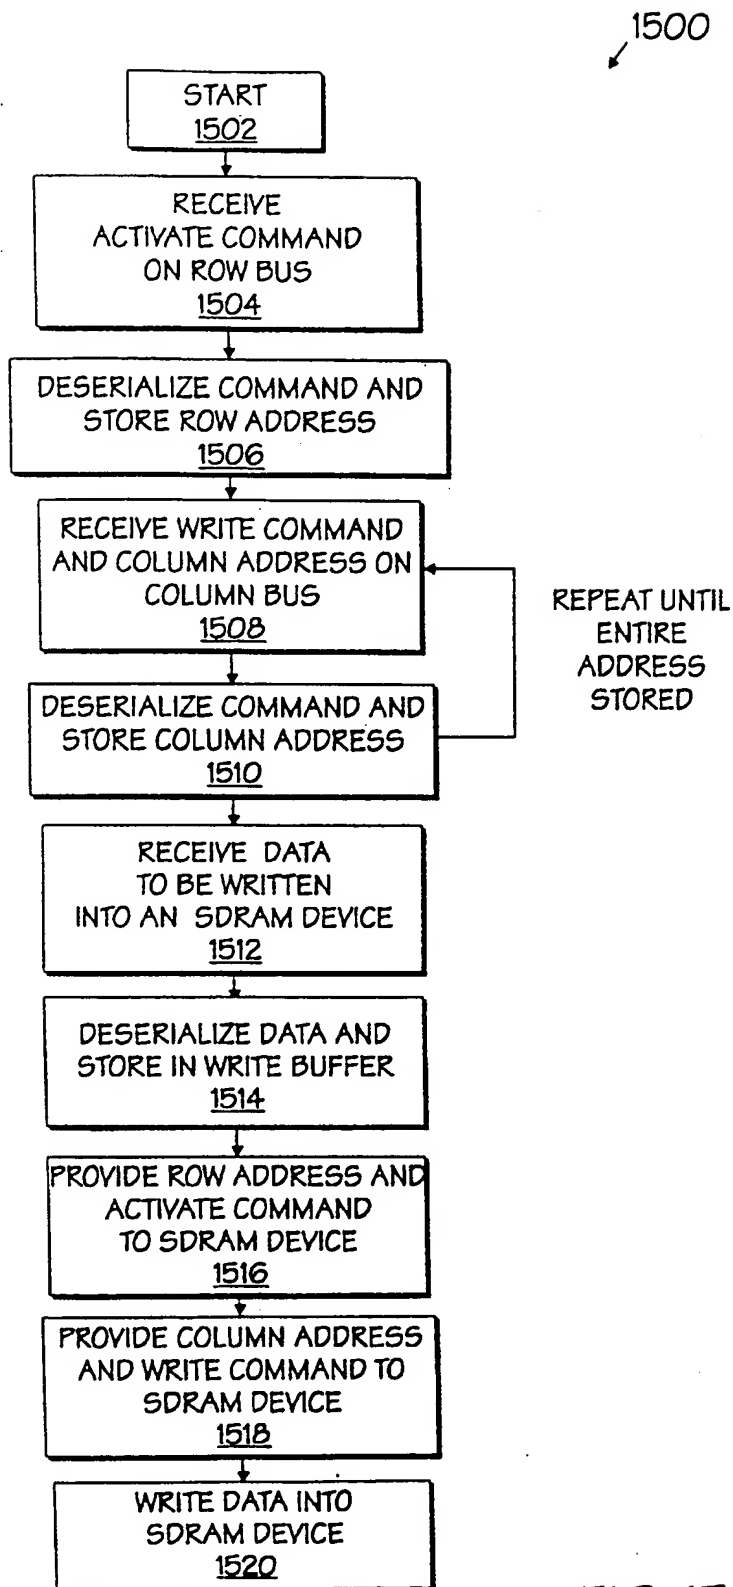 1500
START
1502
RECEIVE
ACTIVATE COMMAND
ON ROW BUS
1504
DESERIALIZE COMMAND AND
STORE ROW ADDRESS
1506
RECEIVE WRITE COMMAND
AND COLUMN ADDRESS ON
COLUMN BUS
1508
REPEAT UNTIL
ENTIRE
ADDRESS
STORED
DESERIALIZE COMMAND AND
STORE COLUMN ADDRESS
1510
RECEIVE DATA
TO BE WRITTEN
INTO AN SDRAM DEVICE
1512
DESERIALIZE DATA AND
STORE IN WRITE BUFFER
1514
PROVIDE ROW ADDRESS AND
ACTIVATE COMMAND
TO SDRAM DEVICE
1516
PROVIDE COLUMN ADDRESS
AND WRITE COMMAND TO
SDRAM DEVICE
1518
WRITE DATA INTO
SDRAM DEVICE
1520